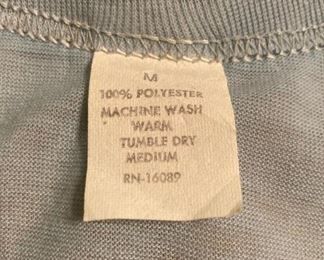 M
100% POLYESTER
MACHINE WASH
WARM
TUMBLE DRY
MEDIUM
RN-16089